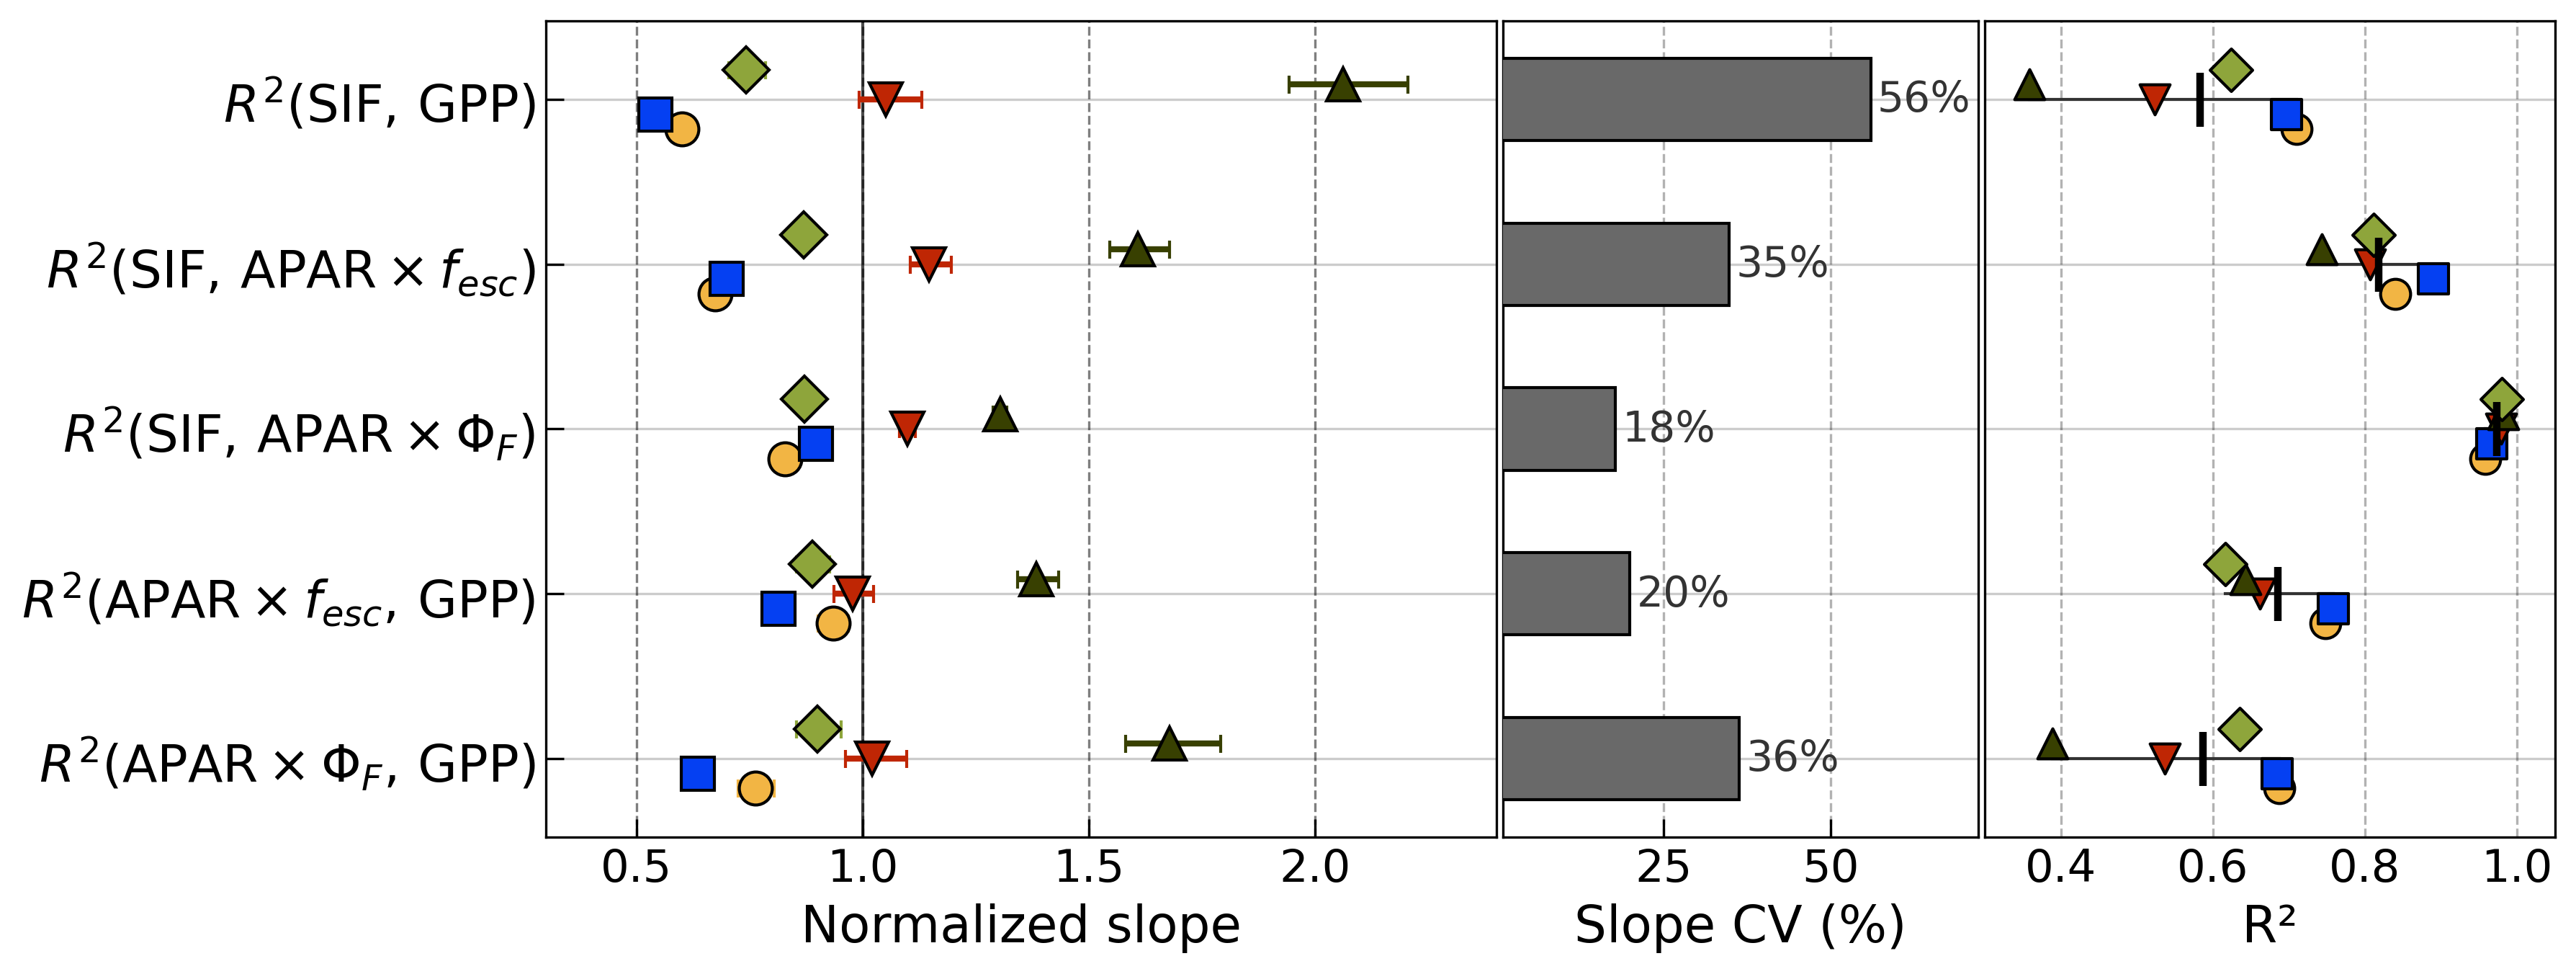 R²(SIF, GPP)
56%
R²(SIF, APAR × f_esc)
35%
R²(SIF, APAR × Φ_F)
18%
R²(APAR × f_esc, GPP)
20%
R²(APAR × Φ_F, GPP)
36%
0.5 1.0 1.5 2.0 25 50 0.4 0.6 0.8 1.0
Normalized slope Slope CV (%) R²